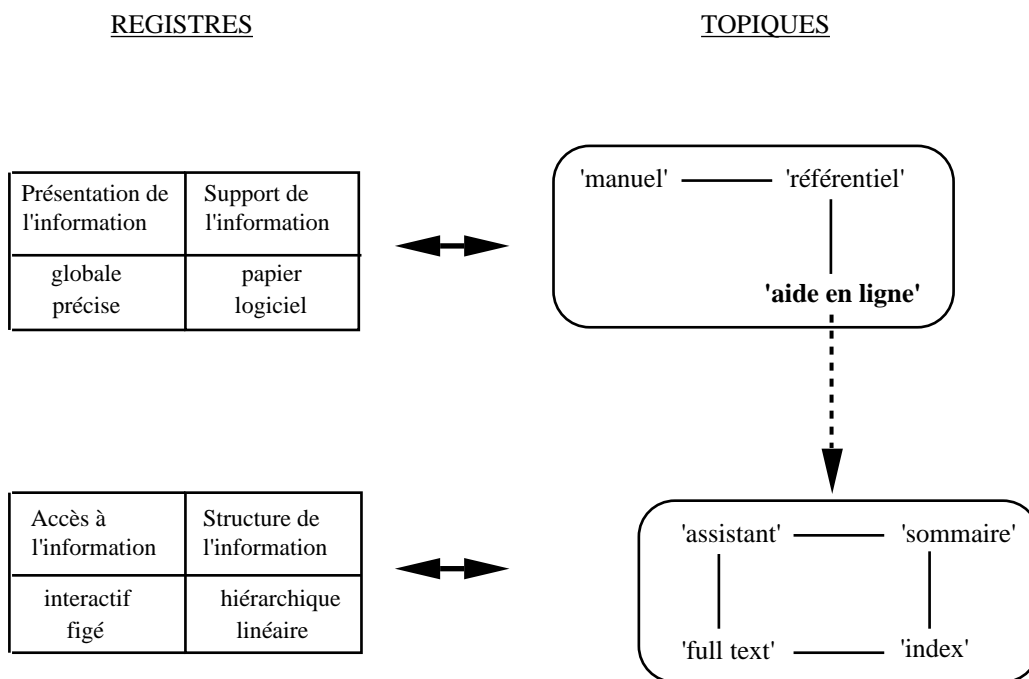 REGISTRES
TOPIQUES
Présentation de
l'information
Support de
l'information
globale
précise
papier
logiciel
'manuel'
'référentiel'
'aide en ligne'
Accès à
l'information
Structure de
l'information
interactif
figé
hiérarchique
linéaire
'assistant'
'sommaire'
'full text'
'index'